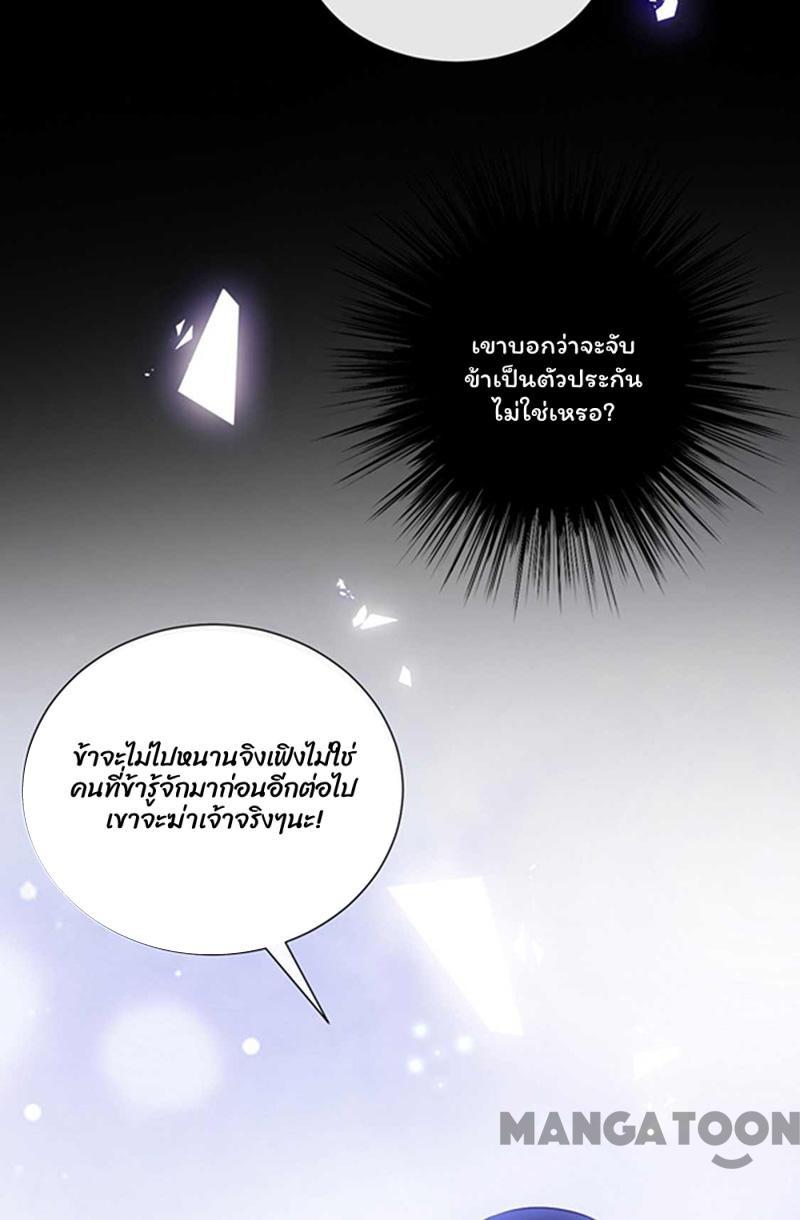 เขาบอกว่าจะจับ
ข้าเป็นตัวประกัน
ไม่ใช่เหรอ?
ข้าจะไม่ไปหนานจิงเฟิงไม่ใช่
คนที่ข้ารู้จักมาก่อนอีกต่อไป
เขาจะฆ่าเจ้าจริงๆนะ!
MANGATOON